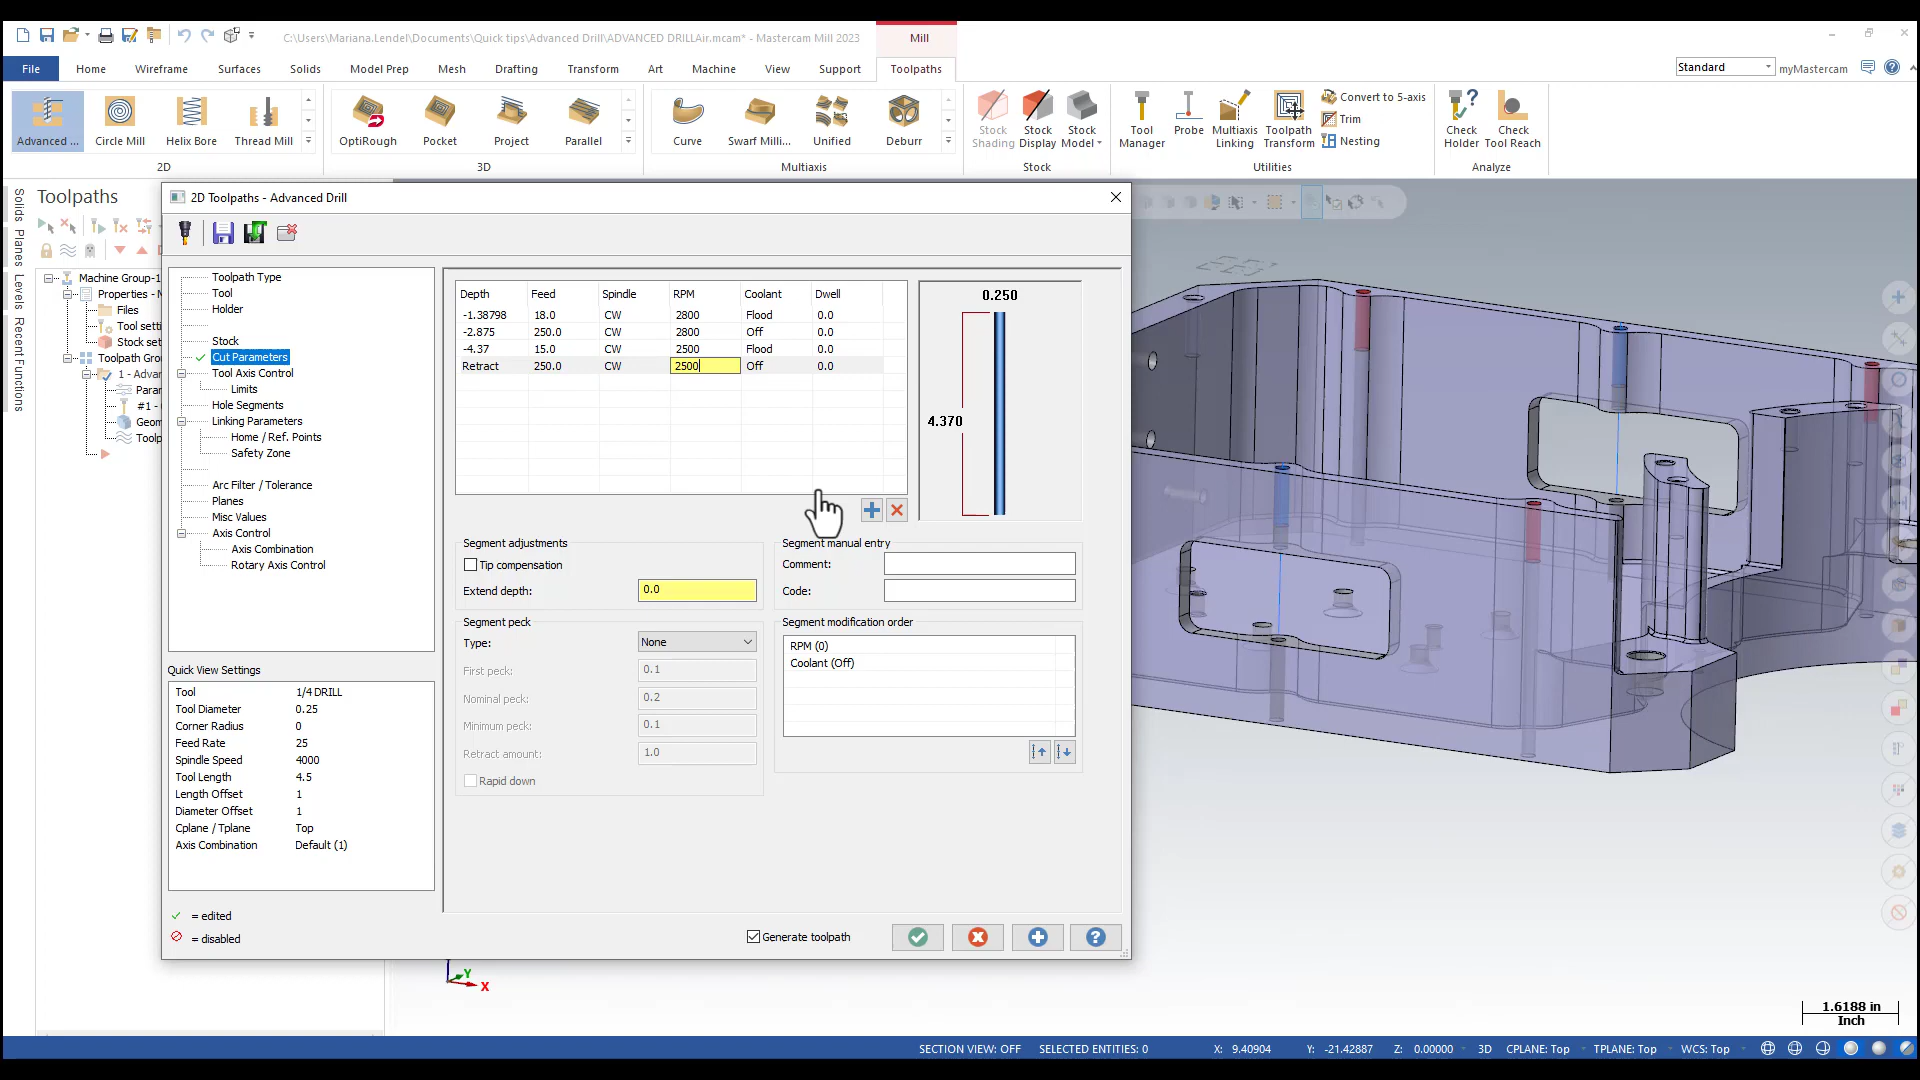 C:\Users\Mariana.Lendel\Documents\Quick tips\Advanced Drill\ADVANCED DRILLAir.mcam* - Mastercam Mill 2023
Mill
File
Home
Wireframe
Surfaces
Solids
Model Prep
Mesh
Drafting
Transform
Art
Machine
View
Support
Toolpaths
Standard
myMastercam
Advanced ...
Circle Mill
Helix Bore
Thread Mill
OptiRough
Pocket
Project
Parallel
Curve
Swarf Milli...
Unified
Deburr
Stock
Shading
Stock
Display
Stock
Model
Tool
Manager
Probe
Multiaxis
Linking
Toolpath
Transform
Convert to 5-axis
Trim
Nesting
Check
Holder
Check
Tool Reach
2D
3D
Multiaxis
Stock
Utilities
Analyze
Solids
Planes
Levels
Recent Functions
Toolpaths
Machine Group-1
Properties - M
Files
Tool setti
Stock set
Toolpath Gro
1 - Advan
Paran
#1 -
Geom
Toolp
2D Toolpaths - Advanced Drill
Toolpath Type
Tool
Holder
Stock
Cut Parameters
Tool Axis Control
Limits
Hole Segments
Linking Parameters
Home / Ref. Points
Safety Zone
Arc Filter / Tolerance
Planes
Misc Values
Axis Control
Axis Combination
Rotary Axis Control
Quick View Settings
Tool 1/4 DRILL
Tool Diameter 0.25
Corner Radius 0
Feed Rate 25
Spindle Speed 4000
Tool Length 4.5
Length Offset 1
Diameter Offset 1
Cplane / Tplane Top
Axis Combination Default (1)
= edited
= disabled
Depth Feed Spindle RPM Coolant Dwell
-1.38798 18.0 CW 2800 Flood 0.0
-2.875 250.0 CW 2800 Off 0.0
-4.37 15.0 CW 2500 Flood 0.0
Retract 250.0 CW 2500 Off 0.0
0.250
4.370
Segment adjustments
Tip compensation
Extend depth: 0.0
Segment peck
Type: None
First peck: 0.1
Nominal peck: 0.2
Minimum peck: 0.1
Retract amount: 1.0
Rapid down
Segment manual entry
Comment:
Code:
Segment modification order
RPM (0)
Coolant (Off)
Generate toolpath
Y
X
1.6188 in
Inch
SECTION VIEW: OFF SELECTED ENTITIES: 0 X: 9.40904 Y: -21.42887 Z: 0.00000 3D CPLANE: Top TPLANE: Top WCS: Top